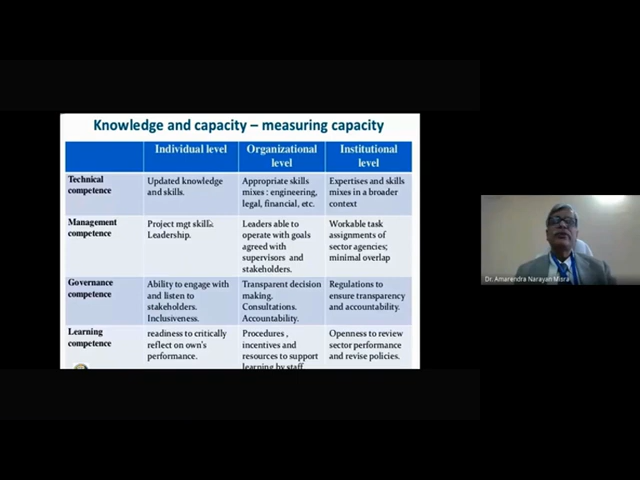 Knowledge and capacity – measuring capacity
Individual level
Organizational
level
Institutional
level
Technical
competence
Updated knowledge
and skills.
Appropriate skills
mixes : engineering,
legal, financial, etc.
Expertises and skills
mixes in a broader
context
Management
competence
Project mgt skills.
Leadership.
Leaders able to
operate with goals
agreed with
supervisors and
stakeholders.
Workable task
assignments of
sector agencies;
minimal overlap
Governance
competence
Ability to engage with
and listen to
stakeholders.
Inclusiveness.
Transparent decision
making.
Consultations.
Accountability.
Regulations to
ensure transparency
and accountability.
Learning
competence
readiness to critically
reflect on own's
performance.
Procedures ,
incentives and
resources to support
learning by staff
Openness to review
sector performance
and revise policies.
Dr. Amarendra Narayan Misra